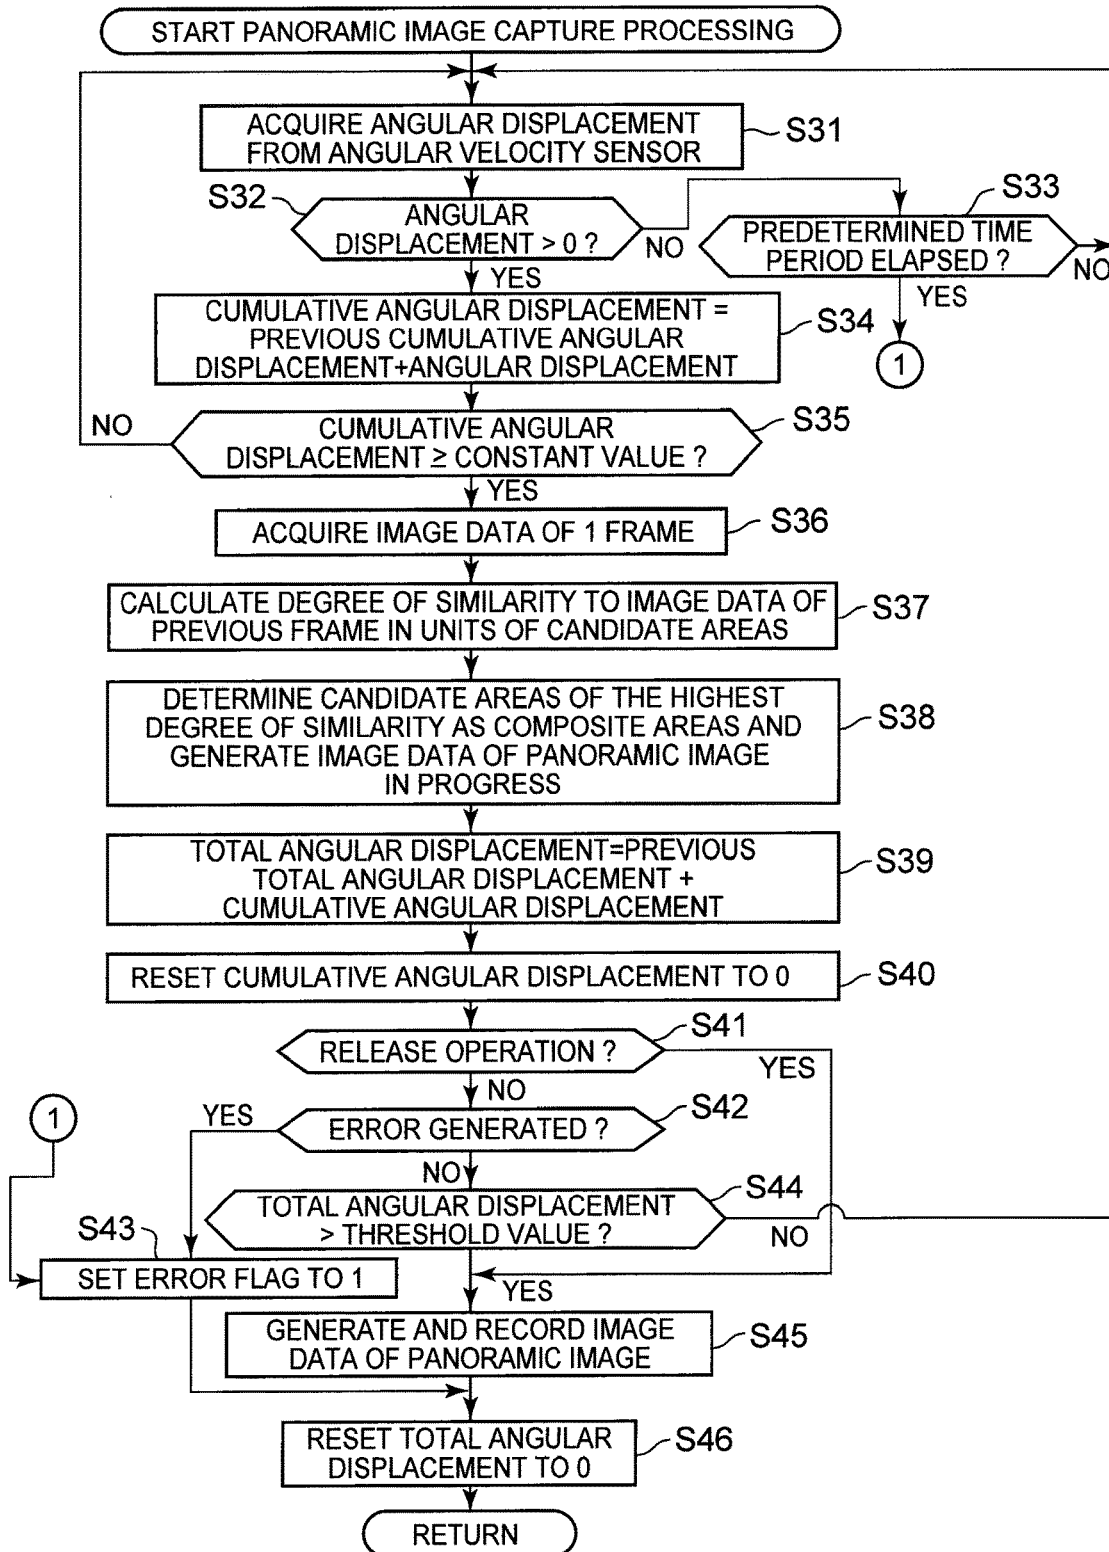 START PANORAMIC IMAGE CAPTURE PROCESSING
ACQUIRE ANGULAR DISPLACEMENT
FROM ANGULAR VELOCITY SENSOR
S31
S32
ANGULAR
DISPLACEMENT > 0 ?
NO
YES
S33
PREDETERMINED TIME
PERIOD ELAPSED ?
NO
YES
1
CUMULATIVE ANGULAR DISPLACEMENT =
PREVIOUS CUMULATIVE ANGULAR
DISPLACEMENT+ANGULAR DISPLACEMENT
S34
NO
CUMULATIVE ANGULAR
DISPLACEMENT ≥ CONSTANT VALUE ?
S35
YES
ACQUIRE IMAGE DATA OF 1 FRAME
S36
CALCULATE DEGREE OF SIMILARITY TO IMAGE DATA OF
PREVIOUS FRAME IN UNITS OF CANDIDATE AREAS
S37
DETERMINE CANDIDATE AREAS OF THE HIGHEST
DEGREE OF SIMILARITY AS COMPOSITE AREAS AND
GENERATE IMAGE DATA OF PANORAMIC IMAGE
IN PROGRESS
S38
TOTAL ANGULAR DISPLACEMENT=PREVIOUS
TOTAL ANGULAR DISPLACEMENT +
CUMULATIVE ANGULAR DISPLACEMENT
S39
RESET CUMULATIVE ANGULAR DISPLACEMENT TO 0
S40
RELEASE OPERATION ?
S41
YES
NO
1
YES
ERROR GENERATED ?
S42
NO
TOTAL ANGULAR DISPLACEMENT
> THRESHOLD VALUE ?
S44
NO
YES
S43
SET ERROR FLAG TO 1
GENERATE AND RECORD IMAGE
DATA OF PANORAMIC IMAGE
S45
RESET TOTAL ANGULAR
DISPLACEMENT TO 0
S46
RETURN